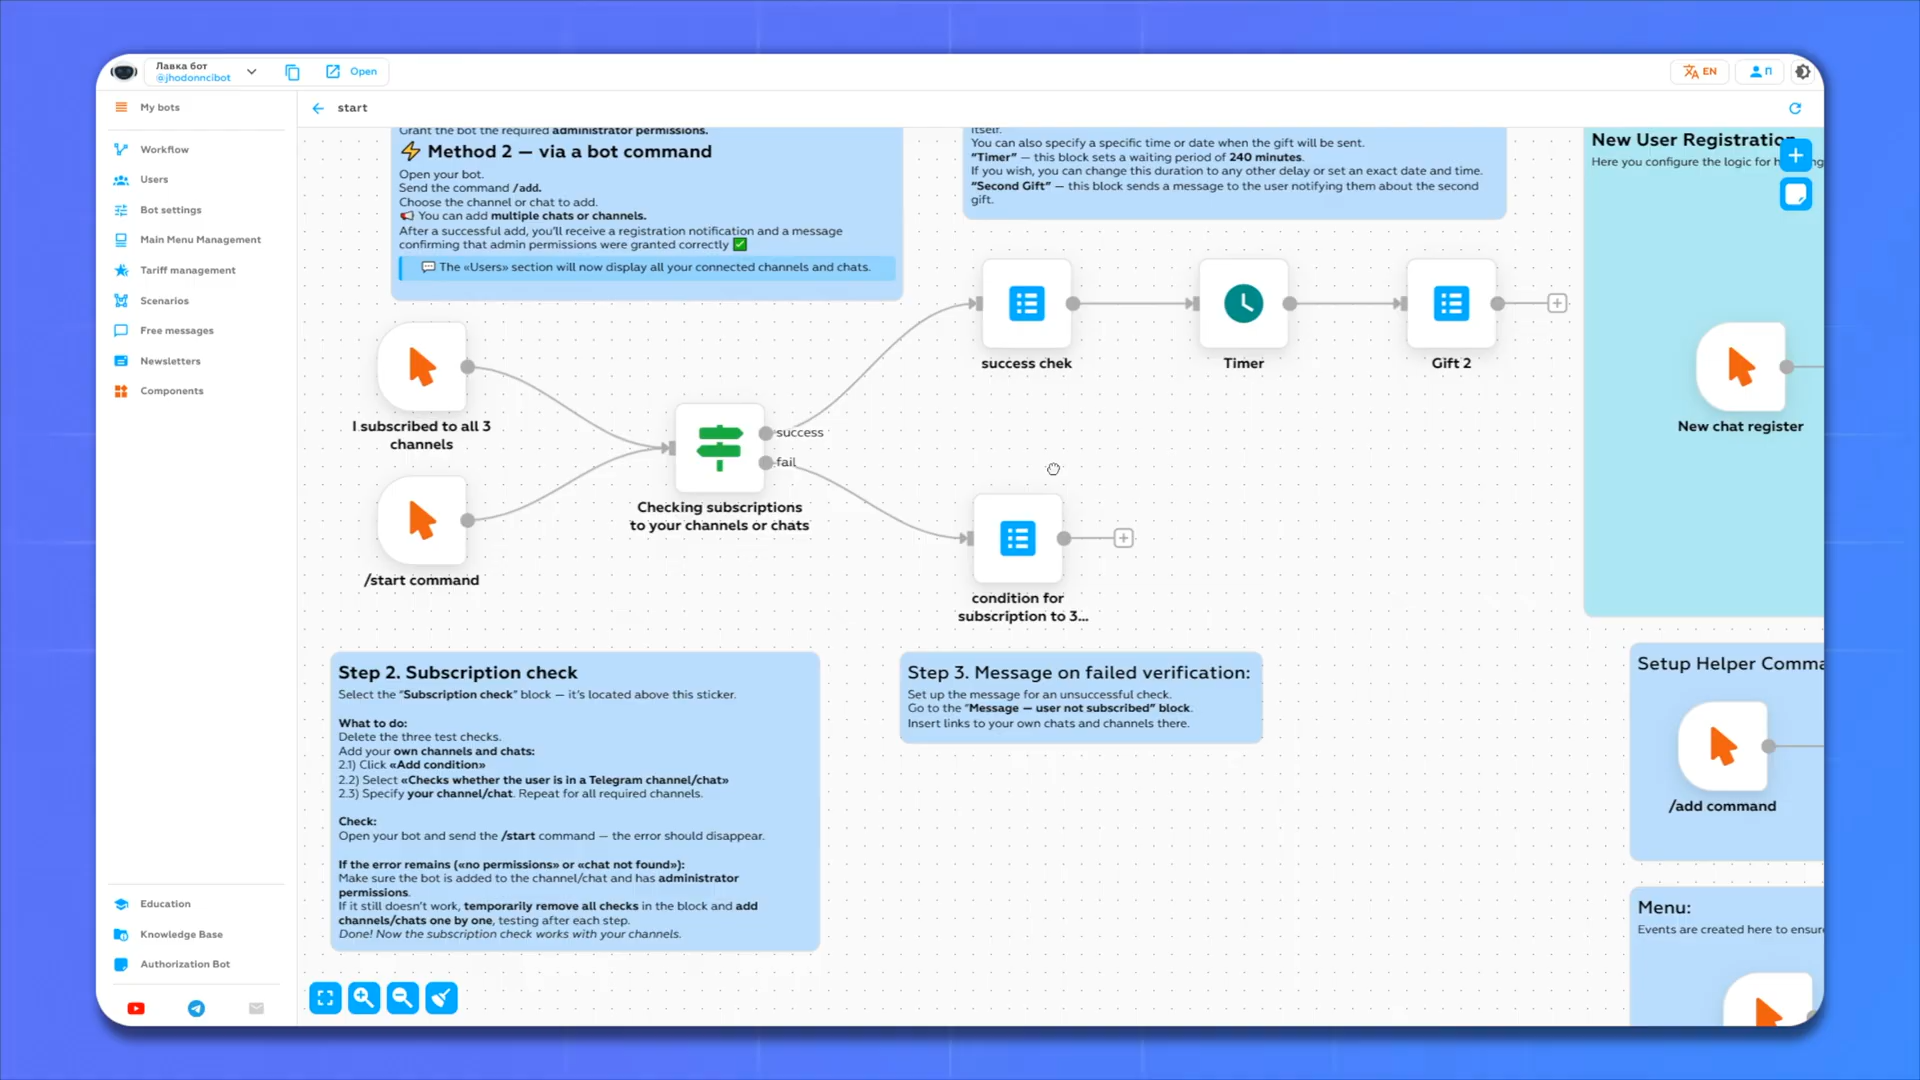 Лавка бот
@jhodonncibot
Open
EN
П
My bots
start
Workflow
Users
Bot settings
Main Menu Management
Tariff management
Scenarios
Free messages
Newsletters
Components
Education
Knowledge Base
Authorization Bot
Grant the bot the required administrator permissions.
⚡ Method 2 — via a bot command
Open your bot.
Send the command /add.
Choose the channel or chat to add.
📢 You can add multiple chats or channels.
After a successful add, you'll receive a registration notification and a message
confirming that admin permissions were granted correctly ✅
💬 The «Users» section will now display all your connected channels and chats.
itself.
You can also specify a specific time or date when the gift will be sent.
"Timer" — this block sets a waiting period of 240 minutes.
If you wish, you can change this duration to any other delay or set an exact date and time.
"Second Gift" — this block sends a message to the user notifying them about the second
gift.
New User Registration
Here you configure the logic for
I subscribed to all 3
channels
/start command
success
fail
Checking subscriptions
to your channels or chats
success chek
Timer
Gift 2
condition for
subscription to 3...
New chat register
Step 2. Subscription check
Select the "Subscription check" block — it's located above this sticker.
What to do:
Delete the three test checks.
Add your own channels and chats:
2.1) Click «Add condition»
2.2) Select «Checks whether the user is in a Telegram channel/chat»
2.3) Specify your channel/chat. Repeat for all required channels.
Check:
Open your bot and send the /start command — the error should disappear.
If the error remains («no permissions» or «chat not found»):
Make sure the bot is added to the channel/chat and has administrator
permissions.
If it still doesn't work, temporarily remove all checks in the block and add
channels/chats one by one, testing after each step.
Done! Now the subscription check works with your channels.
Step 3. Message on failed verification:
Set up the message for an unsuccessful check.
Go to the "Message — user not subscribed" block.
Insert links to your own chats and channels there.
Setup Helper Comma
/add command
Menu:
Events are created here to ensur